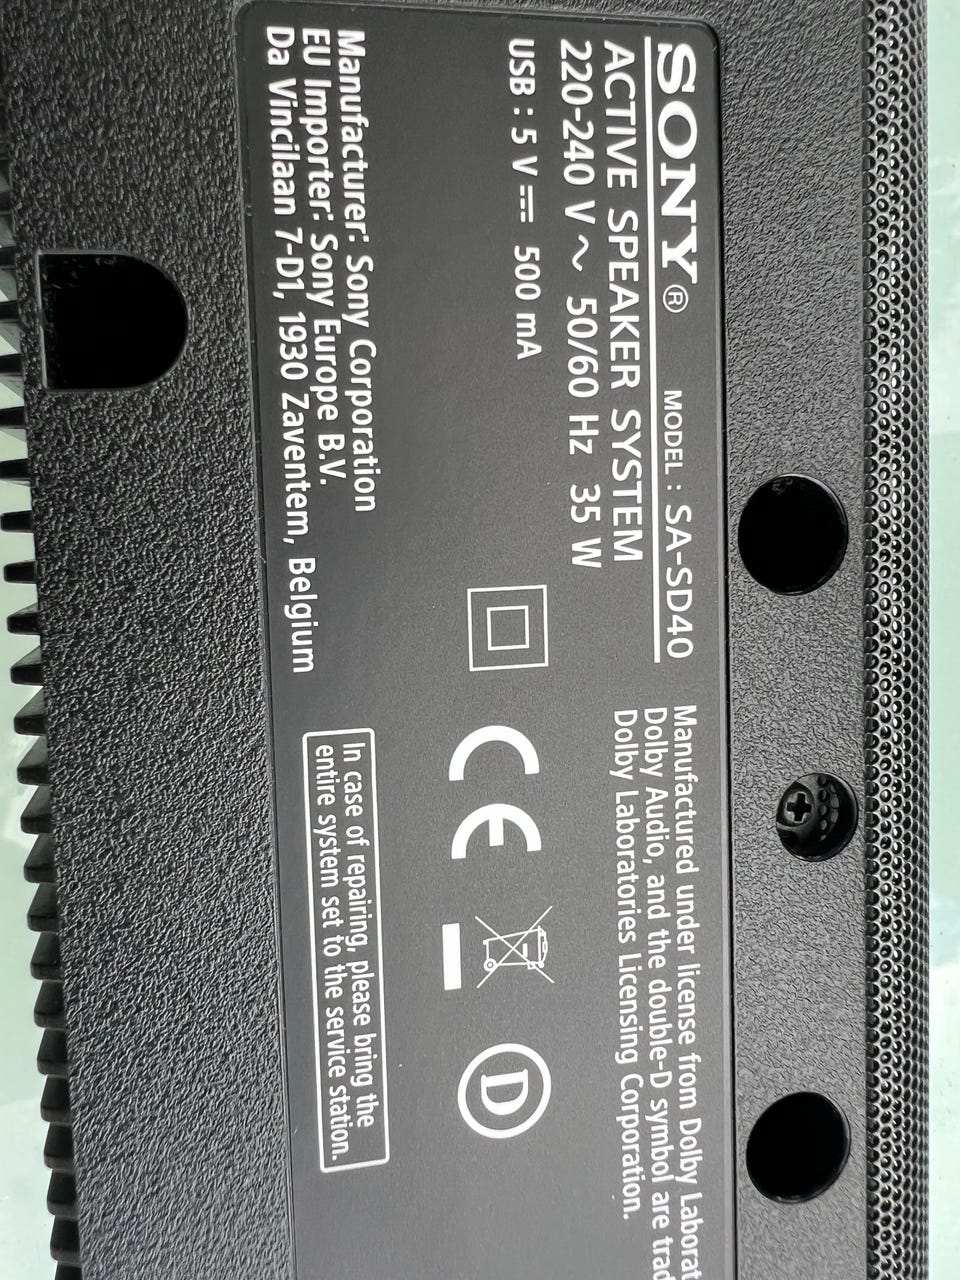 SONY® MODEL : SA-SD40
ACTIVE SPEAKER SYSTEM
220-240 V ~ 50/60 Hz 35 W
USB : 5 V ⎓ 500 mA
Manufacturer: Sony Corporation
EU Importer: Sony Europe B.V.
Da Vincilaan 7-D1, 1930 Zaventem, Belgium
Manufactured under license from Dolby Laborat
Dolby Audio, and the double-D symbol are trad
Dolby Laboratories Licensing Corporation.
CE
D
In case of repairing, please bring the
entire system set to the service station.